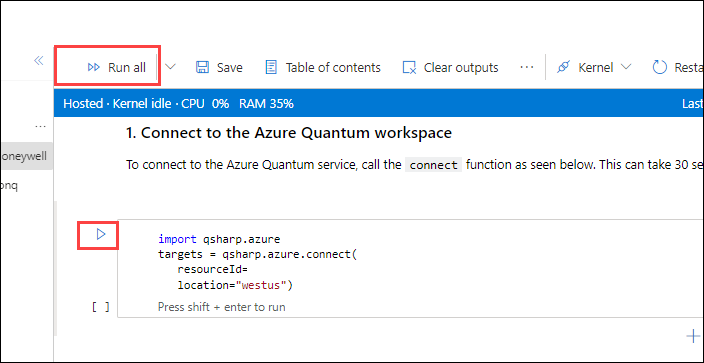 Run all Save Table of contents Clear outputs ... Kernel Resta
Hosted · Kernel idle · CPU 0% RAM 35% Last
...
1. Connect to the Azure Quantum workspace
oneywell
To connect to the Azure Quantum service, call the connect function as seen below. This can take 30 se
onq
import qsharp.azure
targets = qsharp.azure.connect(
resourceId=
location="westus")
[ ] Press shift + enter to run